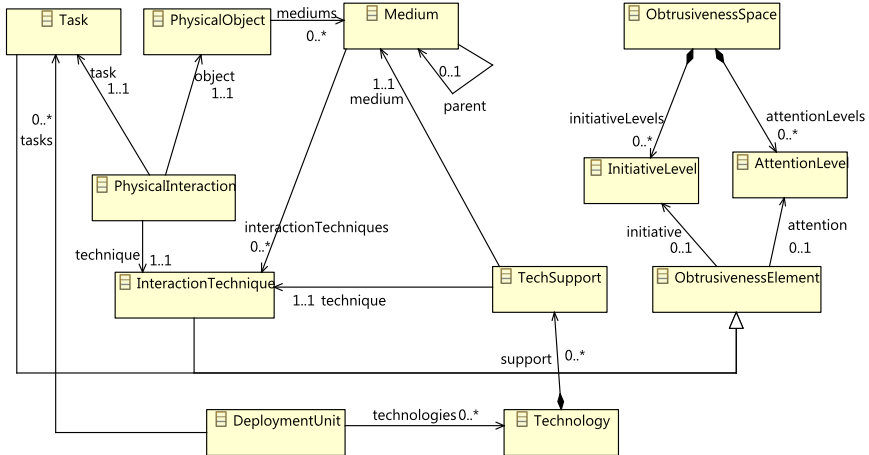 Task
PhysicalObject
mediums
0..*
Medium
ObtrusivenessSpace
task
1..1
object
1..1
0..1
parent
1..1
medium
0..*
tasks
initiativeLevels
0..*
attentionLevels
0..*
InitiativeLevel
AttentionLevel
PhysicalInteraction
interactionTechniques
0..*
initiative
0..1
attention
0..1
technique
1..1
InteractionTechnique
1..1 technique
TechSupport
ObtrusivenessElement
support
0..*
DeploymentUnit
technologies 0..*
Technology